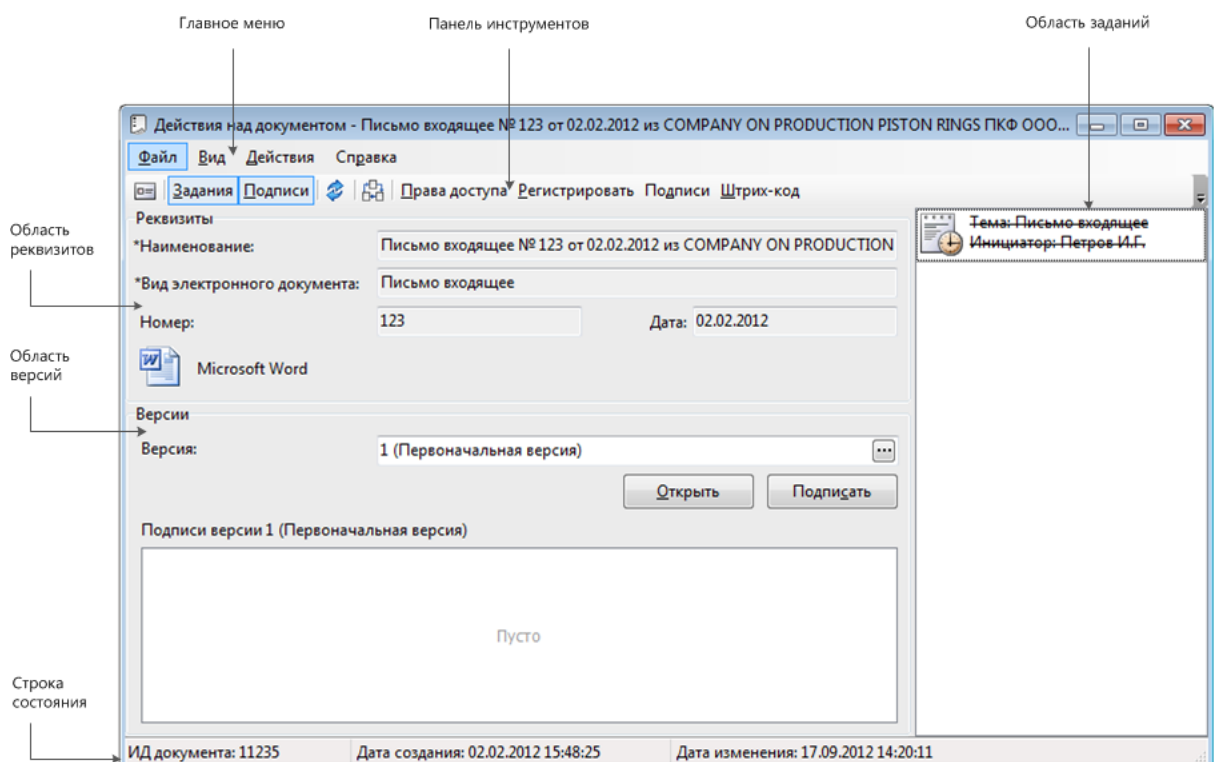 Главное меню
Панель инструментов
Область заданий
Действия над документом - Письмо входящее № 123 от 02.02.2012 из COMPANY ON PRODUCTION PISTON RINGS ПКФ ООО...
Файл Вид Действия Справка
Задания Подписи Права доступа Регистрировать Подписи Штрих-код
Реквизиты
Тема: Письмо входящее
Инициатор: Петров И.Г.
Область
реквизитов
*Наименование: Письмо входящее № 123 от 02.02.2012 из COMPANY ON PRODUCTION
*Вид электронного документа: Письмо входящее
Номер: 123 Дата: 02.02.2012
Область
версий
Microsoft Word
Версии
Версия: 1 (Первоначальная версия)
Открыть Подписать
Подписи версии 1 (Первоначальная версия)
Пусто
Строка
состояния
ИД документа: 11235 Дата создания: 02.02.2012 15:48:25 Дата изменения: 17.09.2012 14:20:11